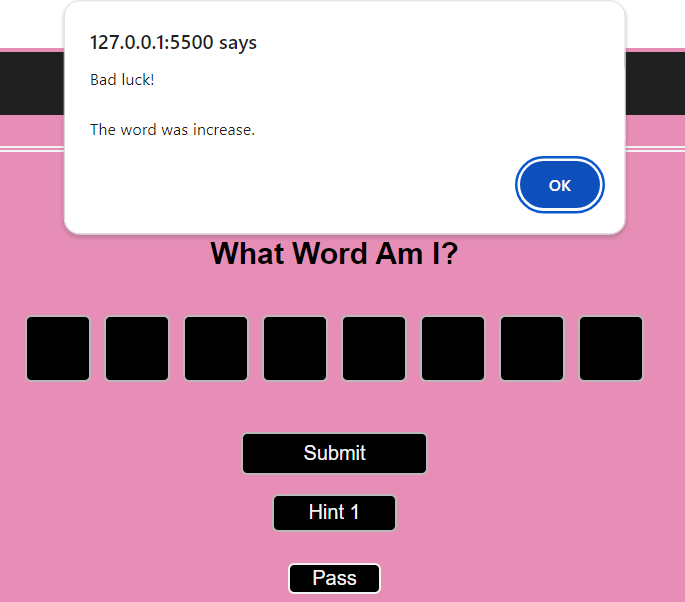 127.0.0.1:5500 says
Bad luck!
The word was increase.
OK
What Word Am I?
Submit
Hint 1
Pass